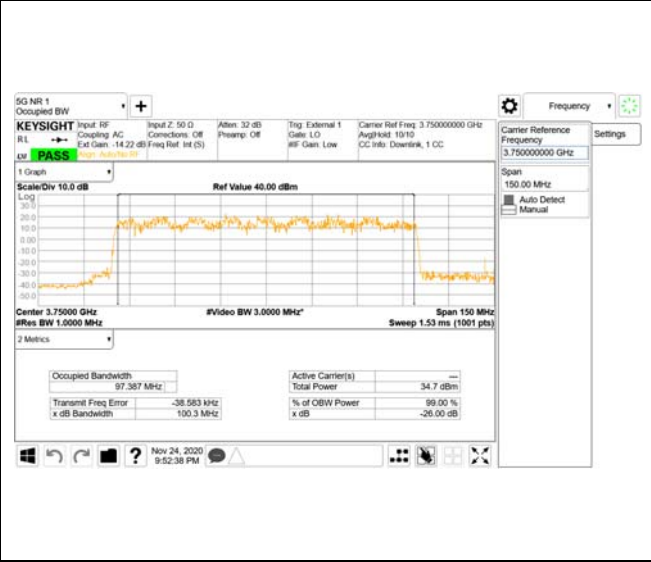 5G NR 1
Occupied BW
Frequency
KEYSIGHT
Input: RF
Input Z: 50 Ω
Atten: 32 dB
Trig: External 1
Carrier Ref Freq: 3.750000000 GHz
R L
Coupling: AC
Corrections: Off
Preamp: Off
Gate: LO
Avg|Hold: 10/10
Ext Gain: -14.22 dB
Freq Ref: Int (S)
#IF Gain: Low
CC Info: Downlink, 1 CC
PASS
Align: Auto/No RF
Carrier Reference
Frequency
3.750000000 GHz
Settings
Span
150.00 MHz
Auto Detect
Manual
1 Graph
Scale/Div 10.0 dB
Ref Value 40.00 dBm
Log
30.0
20.0
10.0
0.00
-10.0
-20.0
-30.0
-40.0
-50.0
Center 3.75000 GHz
#Video BW 3.0000 MHz*
Span 150 MHz
#Res BW 1.0000 MHz
Sweep 1.53 ms (1001 pts)
2 Metrics
Occupied Bandwidth
97.387 MHz
Active Carrier(s)
---
Total Power
34.7 dBm
Transmit Freq Error
-38.583 kHz
% of OBW Power
99.00 %
x dB Bandwidth
100.3 MHz
x dB
-26.00 dB
?
Nov 24, 2020
9:52:38 PM